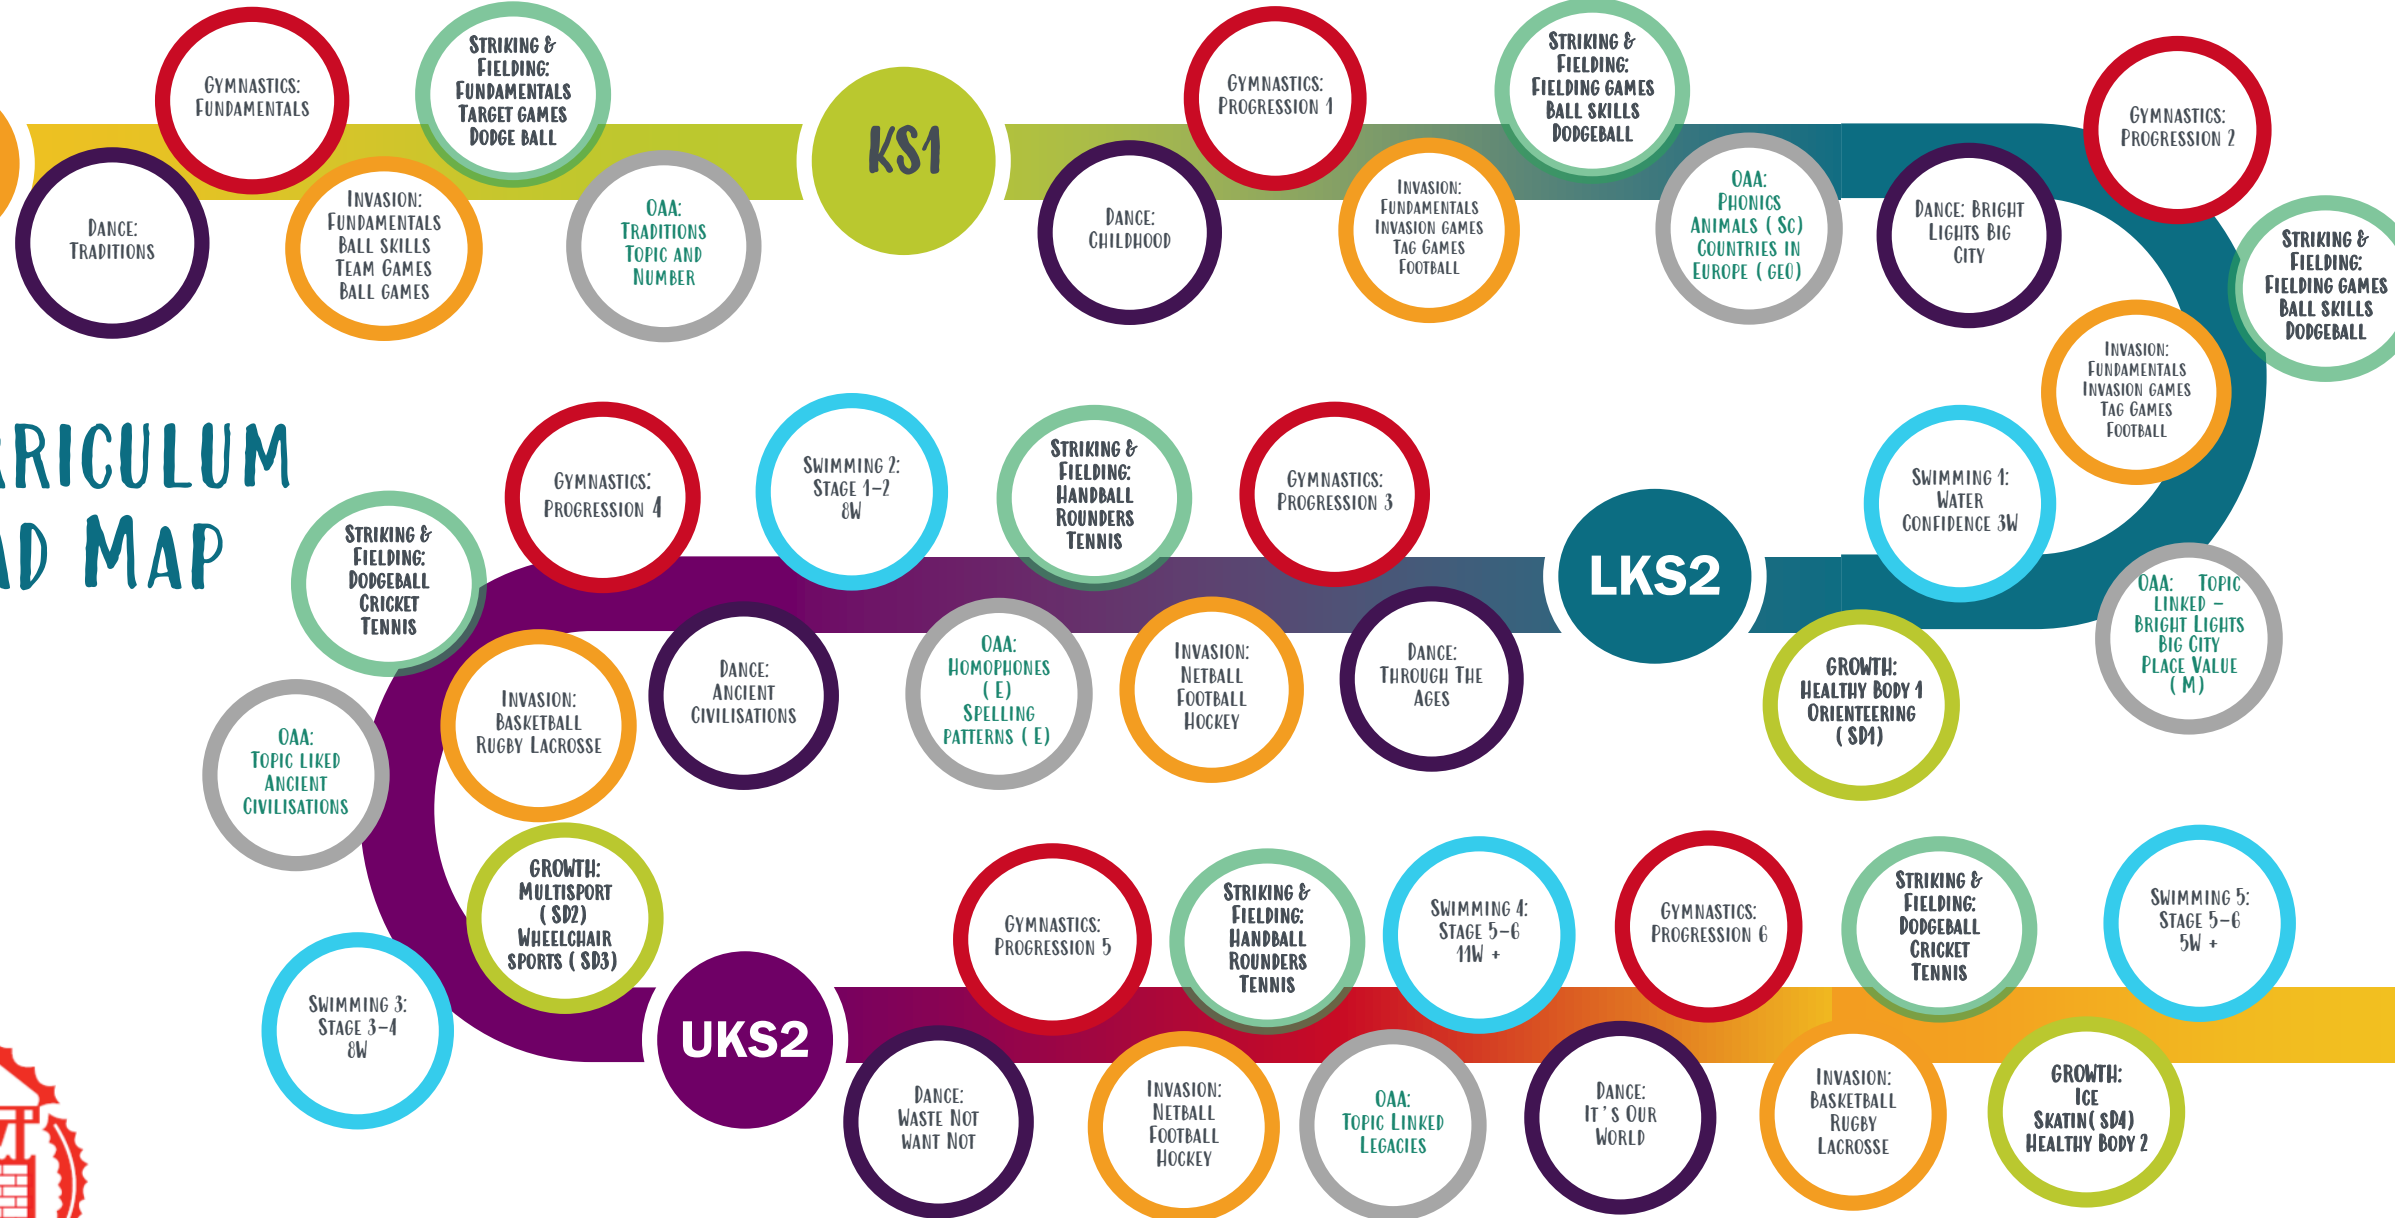 Gymnastics:
Fundamentals
Striking &
Fielding:
Fundamentals
Target games
Dodge ball
Dance:
Traditions
Invasion:
Fundamentals
Ball skills
Team Games
Ball games
OAA:
Traditions
Topic and
Number
KS1
Gymnastics:
Progression 1
Striking &
Fielding:
Fielding games
Ball skills
Dodgeball
Dance:
Childhood
Invasion:
Fundamentals
Invasion games
Tag Games
Football
OAA:
Phonics
Animals ( Sc)
Countries in
Europe ( geo)
Dance: Bright
Lights Big
City
Gymnastics:
Progression 2
Striking &
Fielding:
Fielding games
Ball skills
Dodgeball
Invasion:
Fundamentals
Invasion games
Tag Games
Football
OAA: Topic
linked –
Bright Lights
Big City
Place Value
( M)
Swimming 1:
Water
Confidence 3W
GROWTH:
Healthy Body 1
Orienteering
( SD1)
LKS2
Dance:
Through The
Ages
Gymnastics:
Progression 3
Invasion:
Netball
Football
Hockey
Striking &
Fielding:
Handball
Rounders
Tennis
OAA:
Homophones
( E)
Spelling
patterns ( E)
Swimming 2:
Stage 1-2
8W
Dance:
Ancient
Civilisations
Gymnastics:
Progression 4
Invasion:
Basketball
Rugby Lacrosse
Striking &
Fielding:
Dodgeball
Cricket
Tennis
RRICULUM
AD MAP
OAA:
Topic liked
Ancient
Civilisations
GROWTH:
Multisport
( SD2)
Wheelchair
sports ( SD3)
Swimming 3:
Stage 3-4
8W
UKS2
Dance:
Waste Not
want Not
Gymnastics:
Progression 5
Invasion:
Netball
Football
Hockey
Striking &
Fielding:
Handball
Rounders
Tennis
OAA:
Topic Linked
Legacies
Swimming 4:
Stage 5-6
11W +
Dance:
It's Our
World
Gymnastics:
Progression 6
Invasion:
Basketball
Rugby
Lacrosse
Striking &
Fielding:
Dodgeball
Cricket
Tennis
GROWTH:
Ice
Skatin( sD4)
Healthy Body 2
Swimming 5:
Stage 5-6
5W +